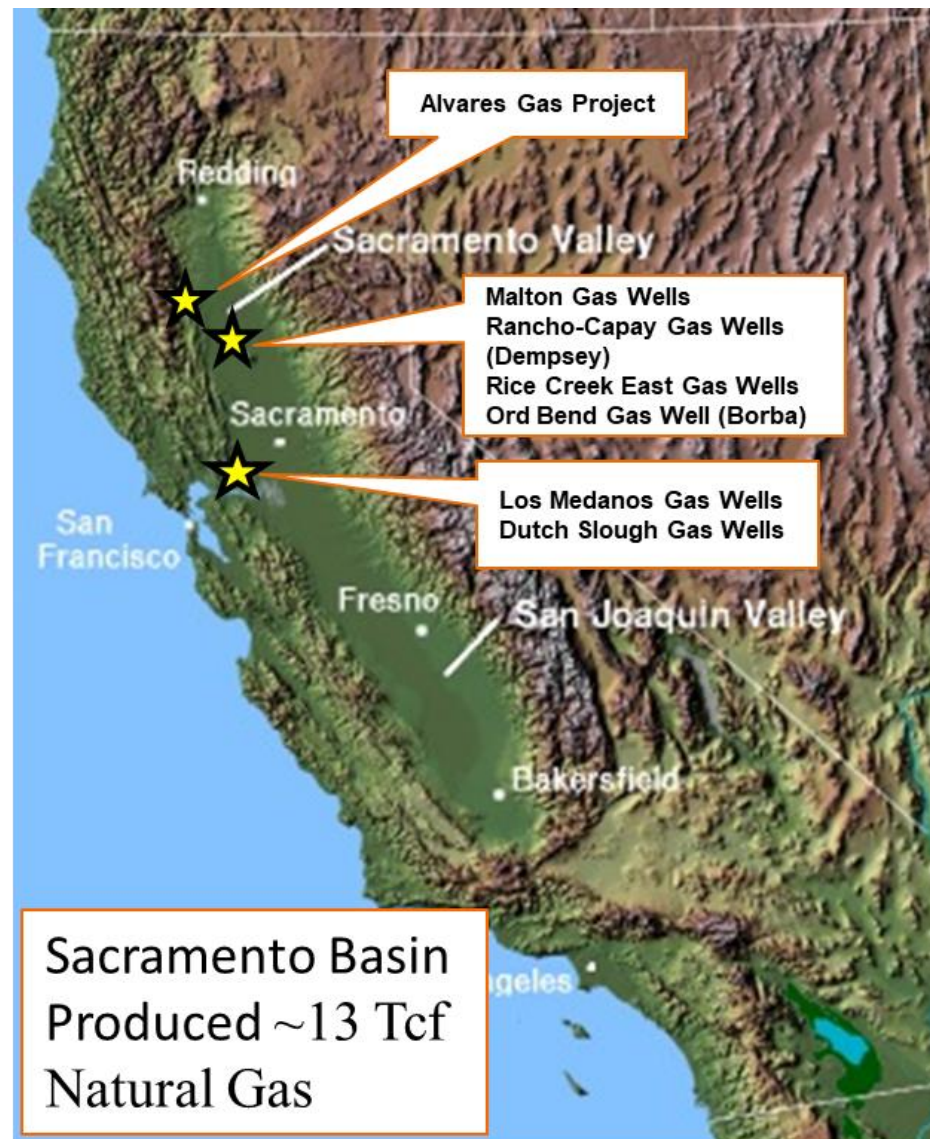 Alvares Gas Project
Redding
Sacramento Valley
Malton Gas Wells
Rancho-Capay Gas Wells
(Dempsey)
Rice Creek East Gas Wells
Ord Bend Gas Well (Borba)
Sacramento
Los Medanos Gas Wells
Dutch Slough Gas Wells
San
Francisco
Fresno
San Joaquin Valley
Bakersfield
ngeles
Sacramento Basin
Produced ~13 Tcf
Natural Gas